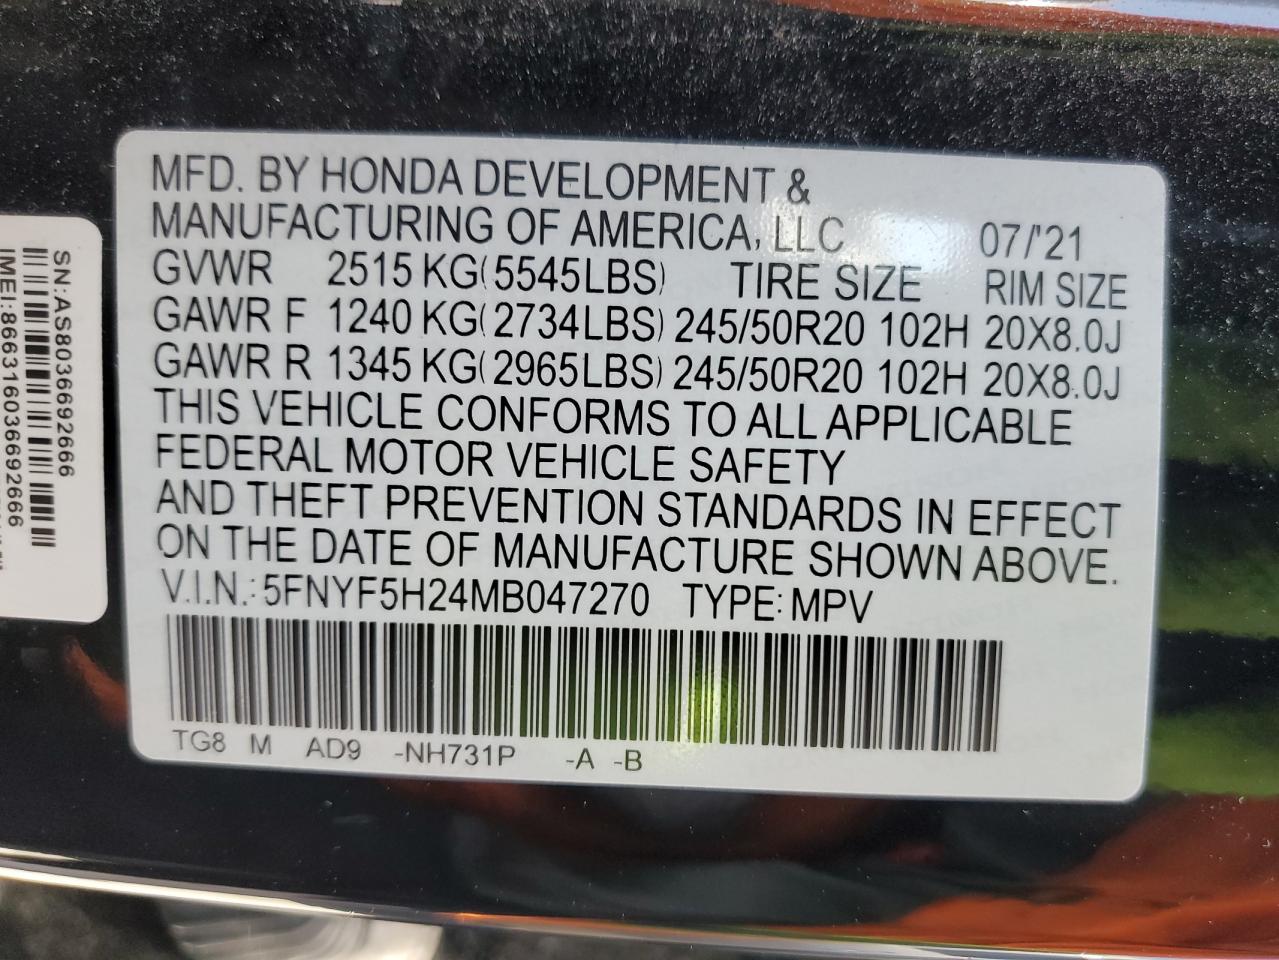 MFD. BY HONDA DEVELOPMENT &
MANUFACTURING OF AMERICA, LLC 07/'21
GVWR 2515 KG(5545LBS) TIRE SIZE RIM SIZE
GAWR F 1240 KG(2734LBS) 245/50R20 102H 20X8.0J
GAWR R 1345 KG(2965LBS) 245/50R20 102H 20X8.0J
THIS VEHICLE CONFORMS TO ALL APPLICABLE
FEDERAL MOTOR VEHICLE SAFETY
AND THEFT PREVENTION STANDARDS IN EFFECT
ON THE DATE OF MANUFACTURE SHOWN ABOVE.
V.I.N.: 5FNYF5H24MB047270 TYPE: MPV
TG8 M AD9 -NH731P -A -B
SN:AS8036692666
IMEI:866316036692666